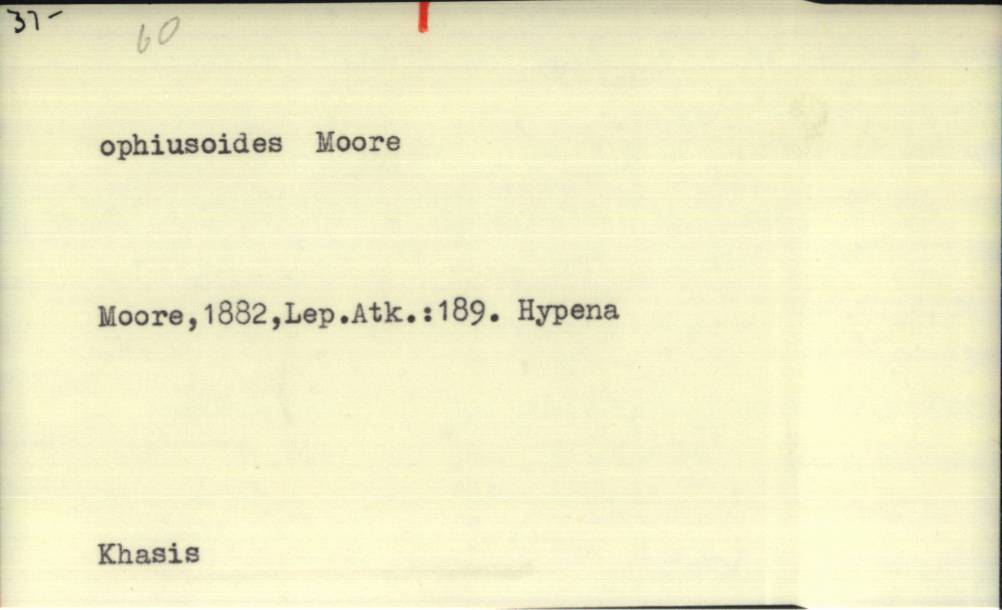 37-
60
ophiusoides Moore
Moore,1882,Lep.Atk.:189. Hypena
Khasis